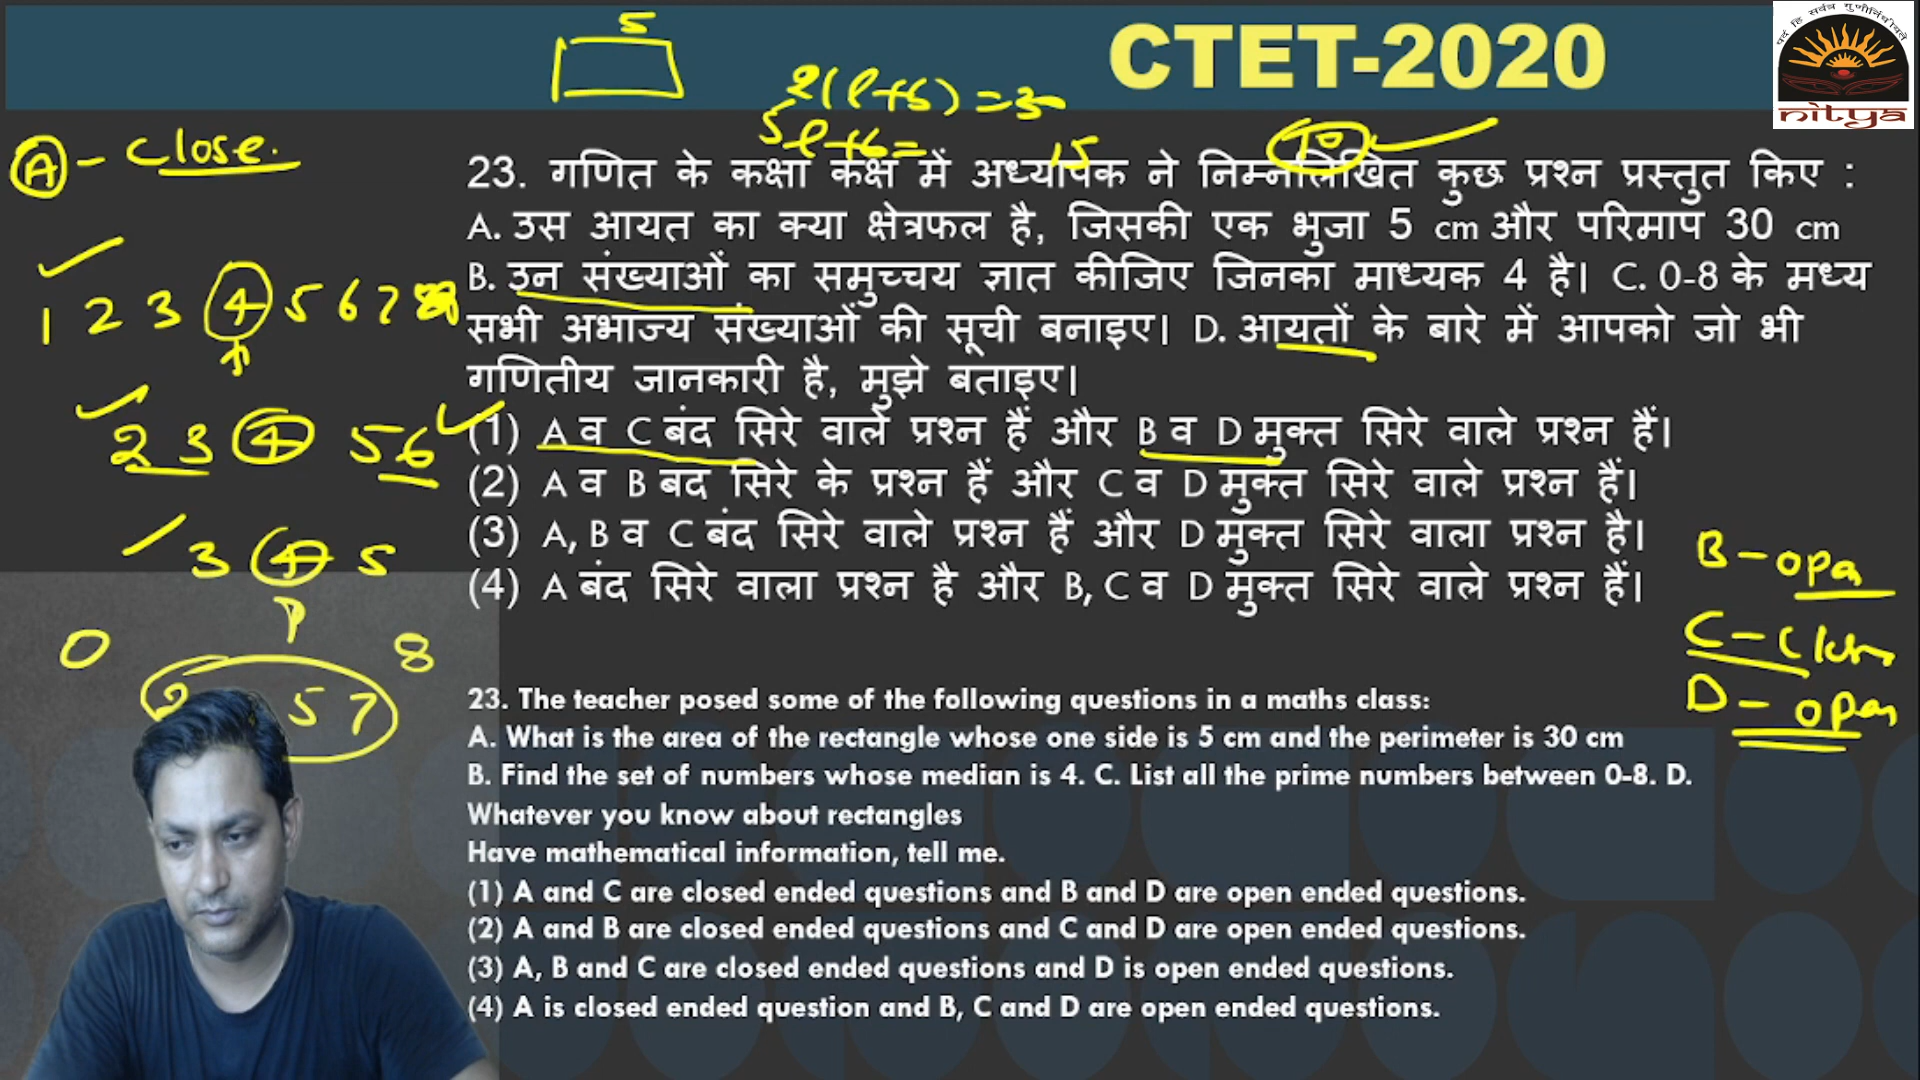 5
CTET-2020
पदं हि सर्वत्र गुणैर्निधीयते
nitya
2(l+5) = 30
5 l+b = 15
10
A - Close.
23. गणित के कक्षा कक्ष में अध्यापक ने निम्नलिखित कुछ प्रश्न प्रस्तुत किए :
A. उस आयत का क्या क्षेत्रफल है, जिसकी एक भुजा 5 cm और परिमाप 30 cm
B. उन संख्याओं का समुच्चय ज्ञात कीजिए जिनका माध्यक 4 है। C. 0-8 के मध्य
सभी अभाज्य संख्याओं की सूची बनाइए। D. आयतों के बारे में आपको जो भी
गणितीय जानकारी है, मुझे बताइए।
(1) A व C बंद सिरे वाले प्रश्न हैं और B व D मुक्त सिरे वाले प्रश्न हैं।
(2) A व B बंद सिरे के प्रश्न हैं और C व D मुक्त सिरे वाले प्रश्न हैं।
(3) A, B व C बंद सिरे वाले प्रश्न हैं और D मुक्त सिरे वाला प्रश्न है।
(4) A बंद सिरे वाला प्रश्न है और B, C व D मुक्त सिरे वाले प्रश्न हैं।
1 2 3 4 5 6 7
2 3 4 5 6
3 4 5
P
0 8
2 5 7
B - open
C - Close
D - open
23. The teacher posed some of the following questions in a maths class:
A. What is the area of the rectangle whose one side is 5 cm and the perimeter is 30 cm
B. Find the set of numbers whose median is 4. C. List all the prime numbers between 0-8. D.
Whatever you know about rectangles
Have mathematical information, tell me.
(1) A and C are closed ended questions and B and D are open ended questions.
(2) A and B are closed ended questions and C and D are open ended questions.
(3) A, B and C are closed ended questions and D is open ended questions.
(4) A is closed ended question and B, C and D are open ended questions.